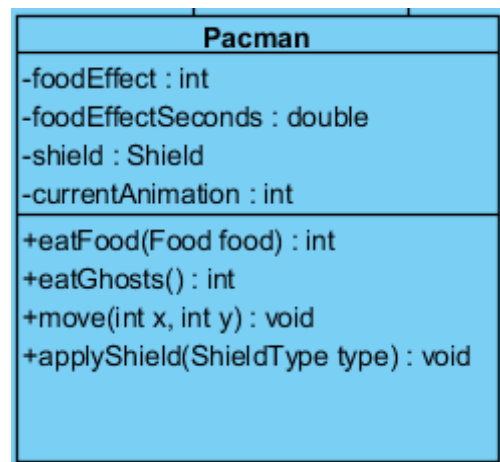 Pacman
-foodEffect : int
-foodEffectSeconds : double
-shield : Shield
-currentAnimation : int
+eatFood(Food food) : int
+eatGhosts() : int
+move(int x, int y) : void
+applyShield(ShieldType type) : void